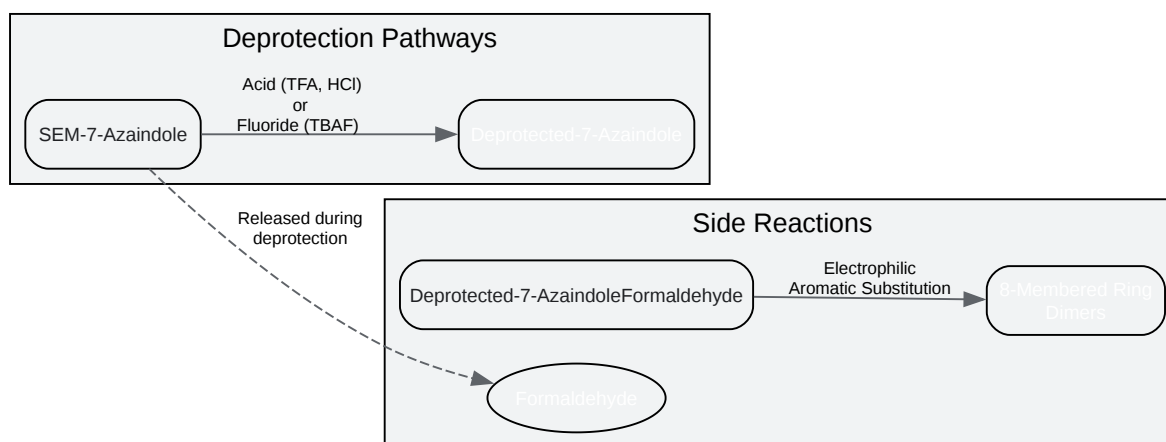 Deprotection Pathways
SEM-7-Azaindole
Acid (TFA, HCl)
or
Fluoride (TBAF)
Deprotected-7-Azaindole
Released during
deprotection
Side Reactions
Deprotected-7-AzaindoleFormaldehyde
Electrophilic
Aromatic Substitution
8-Membered Ring
Dimers
Formaldehyde